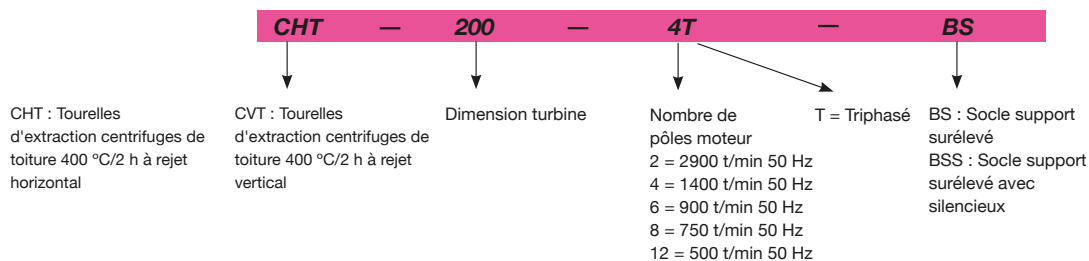 CHT — 200 — 4T — BS
CHT : Tourelles
d'extraction centrifuges de
toiture 400 ºC/2 h à rejet
horizontal
CVT : Tourelles
d'extraction centrifuges de
toiture 400 ºC/2 h à rejet
vertical
Dimension turbine
Nombre de
pôles moteur
2 = 2900 t/min 50 Hz
4 = 1400 t/min 50 Hz
6 = 900 t/min 50 Hz
8 = 750 t/min 50 Hz
12 = 500 t/min 50 Hz
T = Triphasé
BS : Socle support
surélevé
BSS : Socle support
surélevé avec
silencieux